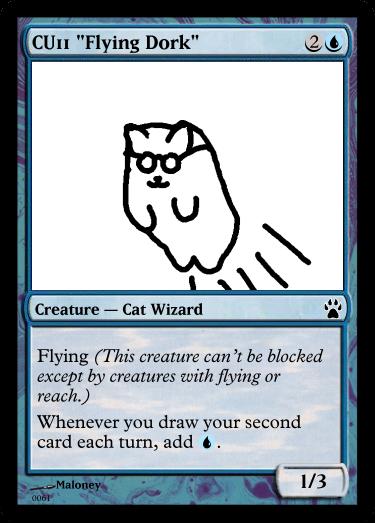 CU11 "Flying Dork" 2
Creature — Cat Wizard
Flying (This creature can't be blocked
except by creatures with flying or
reach.)
Whenever you draw your second
card each turn, add .
1/3
Maloney
0061